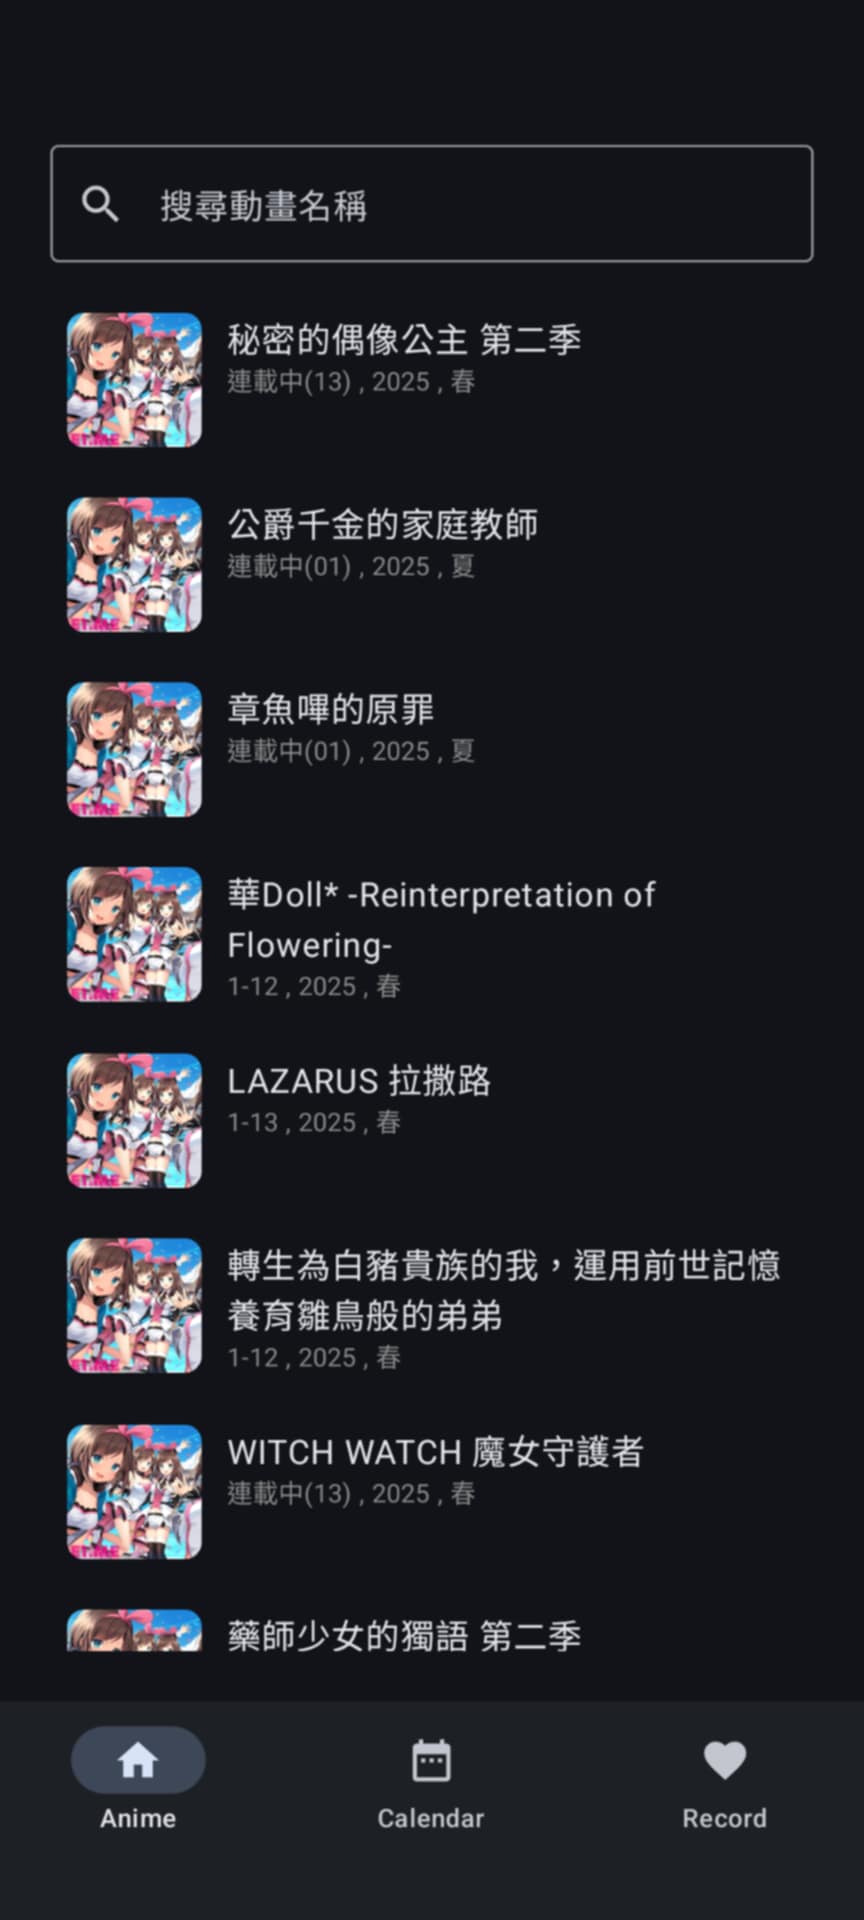 搜尋動畫名稱
秘密的偶像公主 第二季
連載中(13) , 2025 , 春
公爵千金的家庭教師
連載中(01) , 2025 , 夏
章魚嗶的原罪
連載中(01) , 2025 , 夏
華Doll* -Reinterpretation of
Flowering-
1-12 , 2025 , 春
LAZARUS 拉撒路
1-13 , 2025 , 春
轉生為白豬貴族的我，運用前世記憶
養育雛鳥般的弟弟
1-12 , 2025 , 春
WITCH WATCH 魔女守護者
連載中(13) , 2025 , 春
藥師少女的獨語 第二季
Anime
Calendar
Record